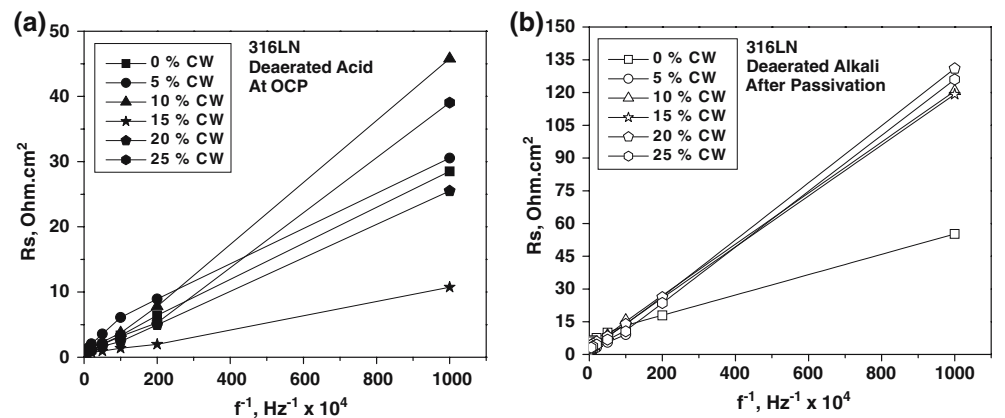 (a)
50
40
30
20
10
0
Rs, Ohm.cm²
0 % CW
5 % CW
10 % CW
15 % CW
20 % CW
25 % CW
316LN
Deaerated Acid
At OCP
0 200 400 600 800 1000
f⁻¹, Hz⁻¹ x 10⁴
(b)
150
135
120
105
90
75
60
45
30
15
0
Rs, Ohm.cm²
0 % CW
5 % CW
10 % CW
15 % CW
20 % CW
25 % CW
316LN
Deaerated Alkali
After Passivation
0 200 400 600 800 1000
f⁻¹, Hz⁻¹ x 10⁴